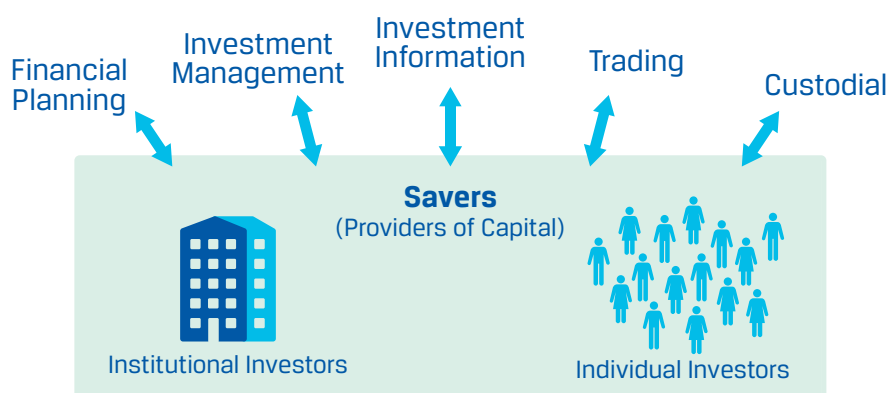 Financial
Planning
Investment
Management
Investment
Information
Trading
Custodial
Savers
(Providers of Capital)
Institutional Investors
Individual Investors